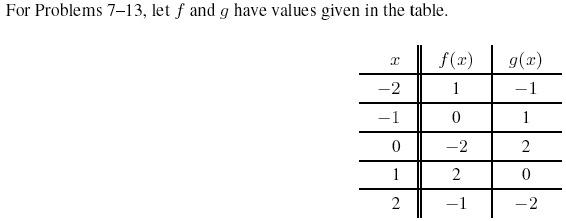 For Problems 7–13, let f and g have values given in the table.
x f(x) g(x)
−2 1 −1
−1 0 1
0 −2 2
1 2 0
2 −1 −2